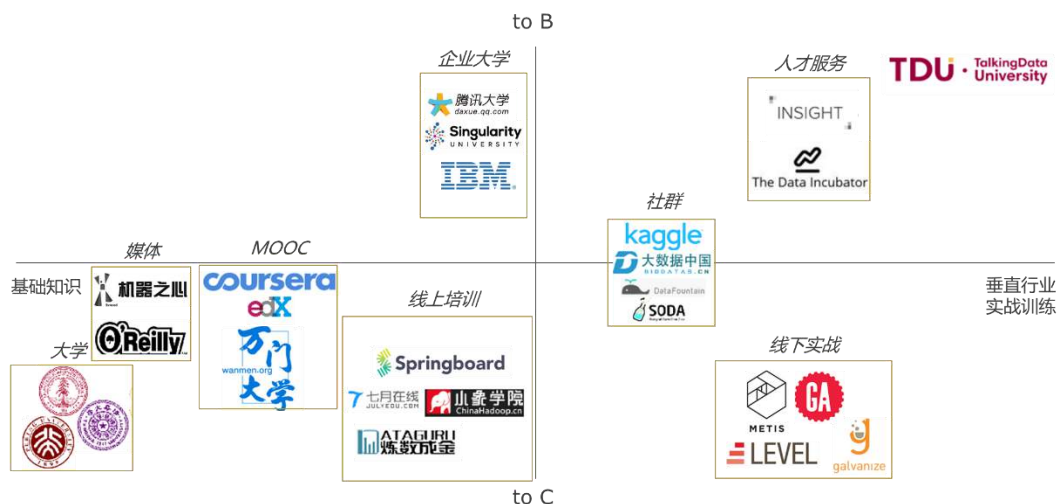 to B
企业大学
腾讯大学
daxue.qq.com
Singularity
UNIVERSITY
IBM
人才服务
INSIGHT
The Data Incubator
TDU · TalkingData
University
社群
kaggle
大数据中国
BIGDATAS.CN
DataFountain
SODA
基础知识
垂直行业
实战训练
媒体
机器之心
O'Reilly
MOOC
coursera
edX
万门
wanmen.org
大学
线上培训
Springboard
七月在线
JULYEDU.COM
小象学院
ChinaHadoop.cn
DATAGURU
炼数成金
大学
线下实战
METIS
GA
LEVEL
galvanize
to C